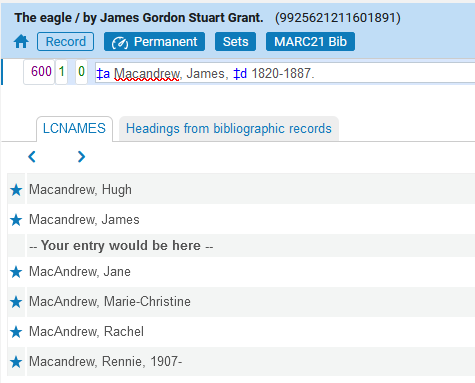 The eagle / by James Gordon Stuart Grant. (9925621211601891)
Record Permanent Sets MARC21 Bib
600 1 0 ‡a Macandrew, James, ‡d 1820-1887.
LCNAMES Headings from bibliographic records
Macandrew, Hugh
Macandrew, James
-- Your entry would be here --
MacAndrew, Jane
MacAndrew, Marie-Christine
MacAndrew, Rachel
Macandrew, Rennie, 1907-